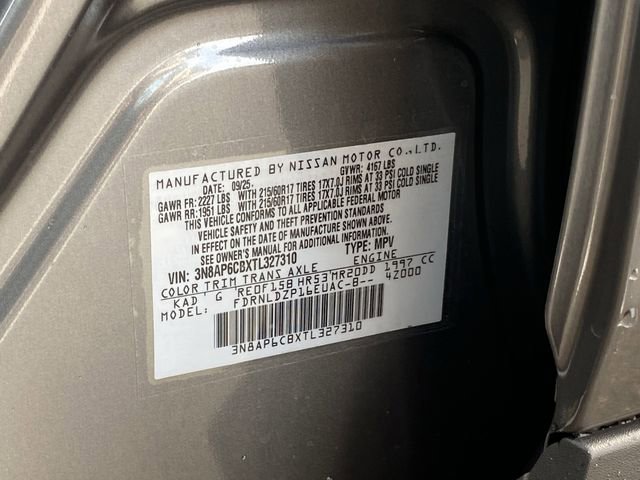 MANUFACTURED BY NISSAN MOTOR CO.,LTD.
DATE: 09/25 GVWR: 4167 LBS
GAWR FR: 2227 LBS WITH 215/60R17 TIRES 17X7.0J RIMS AT 33 PSI COLD SINGLE
GAWR RR: 1951 LBS WITH 215/60R17 TIRES 17X7.0J RIMS AT 33 PSI COLD SINGLE
THIS VEHICLE CONFORMS TO ALL APPLICABLE FEDERAL MOTOR
VEHICLE SAFETY AND THEFT PREVENTION STANDARDS
IN EFFECT ON THE DATE OF MANUFACTURE SHOWN ABOVE.
SEE OWNER'S MANUAL FOR ADDITIONAL INFORMATION
VIN: 3N8AP6CBXTL327310 TYPE: MPV
COLOR TRIM TRANS AXLE ENGINE
KAD G RE0F15B HR53 MR20DD 1997 CC
MODEL: FDRNLDZP16EUAC-B-- 42000
3N8AP6CBXTL327310